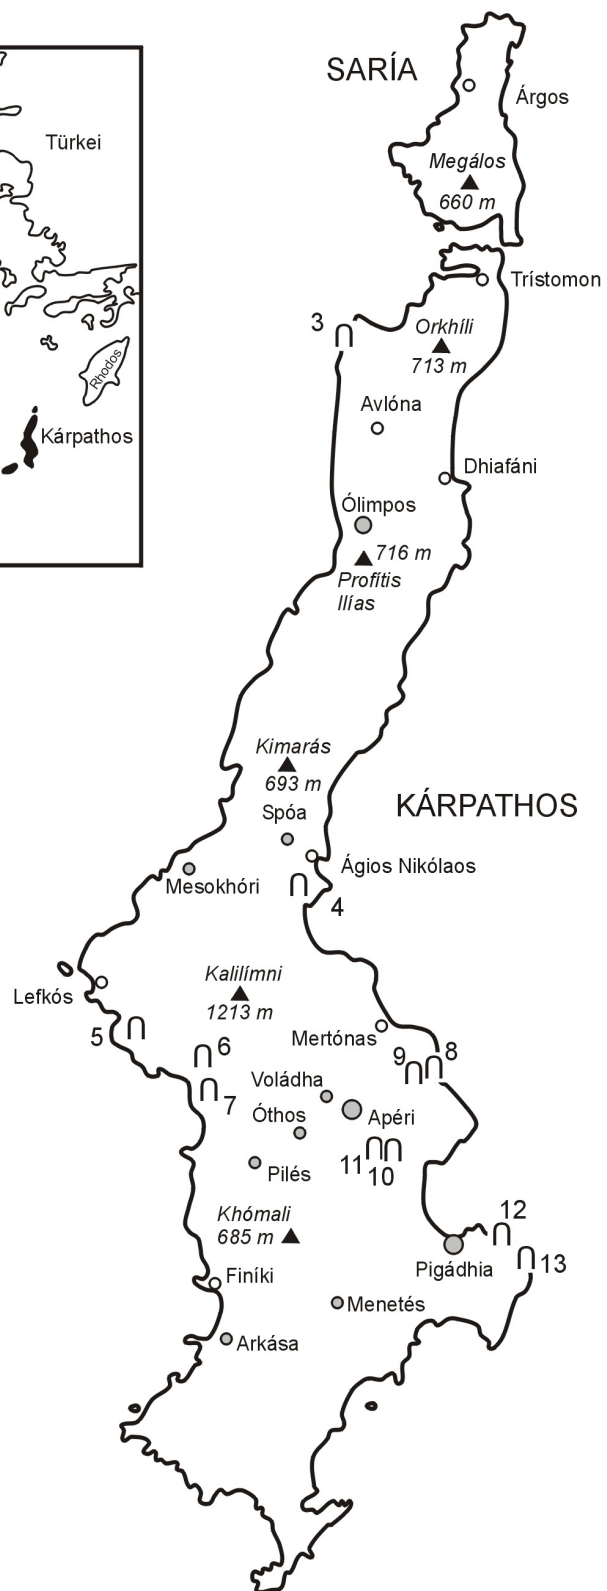 SARÍA
Árgos
Türkei
Megálos
660 m
Trístomon
3
Orkhíli
713 m
Rhodos
Avlóna
Kárpathos
Dhiafáni
Ólimpos
716 m
Profítis
Ilías
Kimarás
693 m
KÁRPATHOS
Spóa
Ágios Nikólaos
Mesokhóri
4
Kalilímni
1213 m
Lefkós
5
Mertónas
6
9
8
7
Voládha
Óthos
Apéri
11
10
Pilés
Khómali
685 m
12
13
Pigádhia
Finíki
Menetés
Arkása